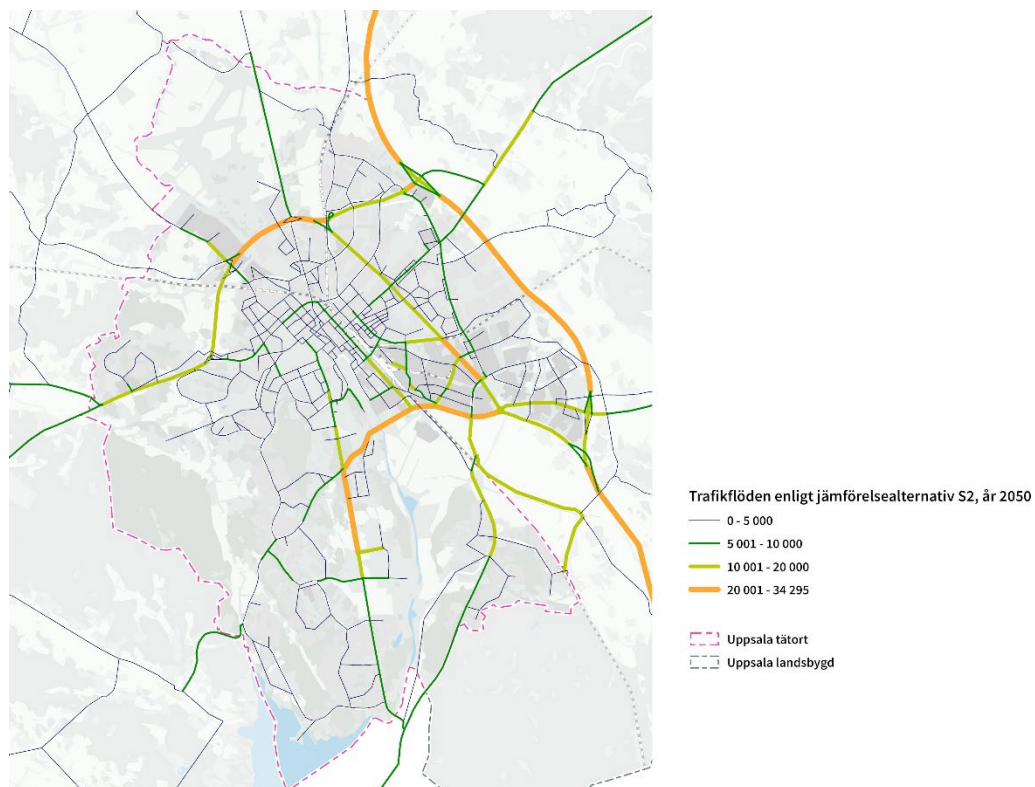 Trafikflöden enligt jämförelsealternativ S2, år 2050
0 - 5 000
5 001 - 10 000
10 001 - 20 000
20 001 - 34 295
Uppsala tätort
Uppsala landsbygd